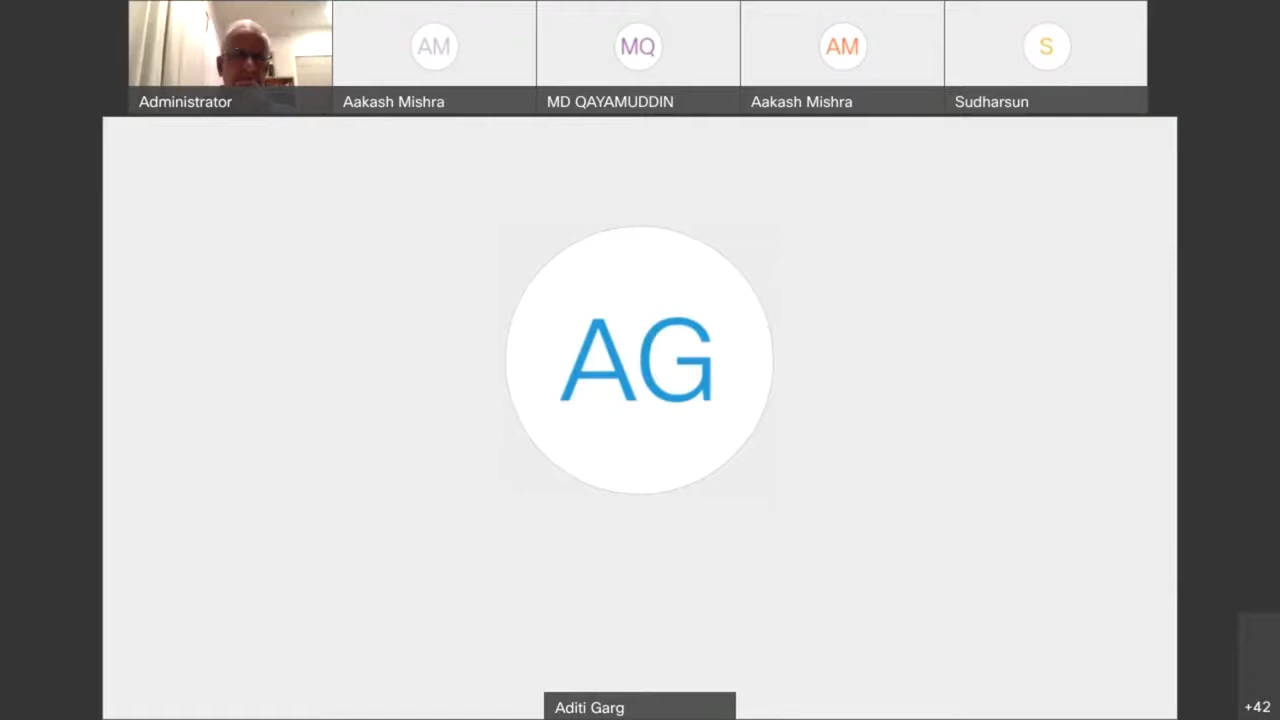 AM
MQ
AM
S
Administrator
Aakash Mishra
MD QAYAMUDDIN
Aakash Mishra
Sudharsun
AG
Aditi Garg
+42